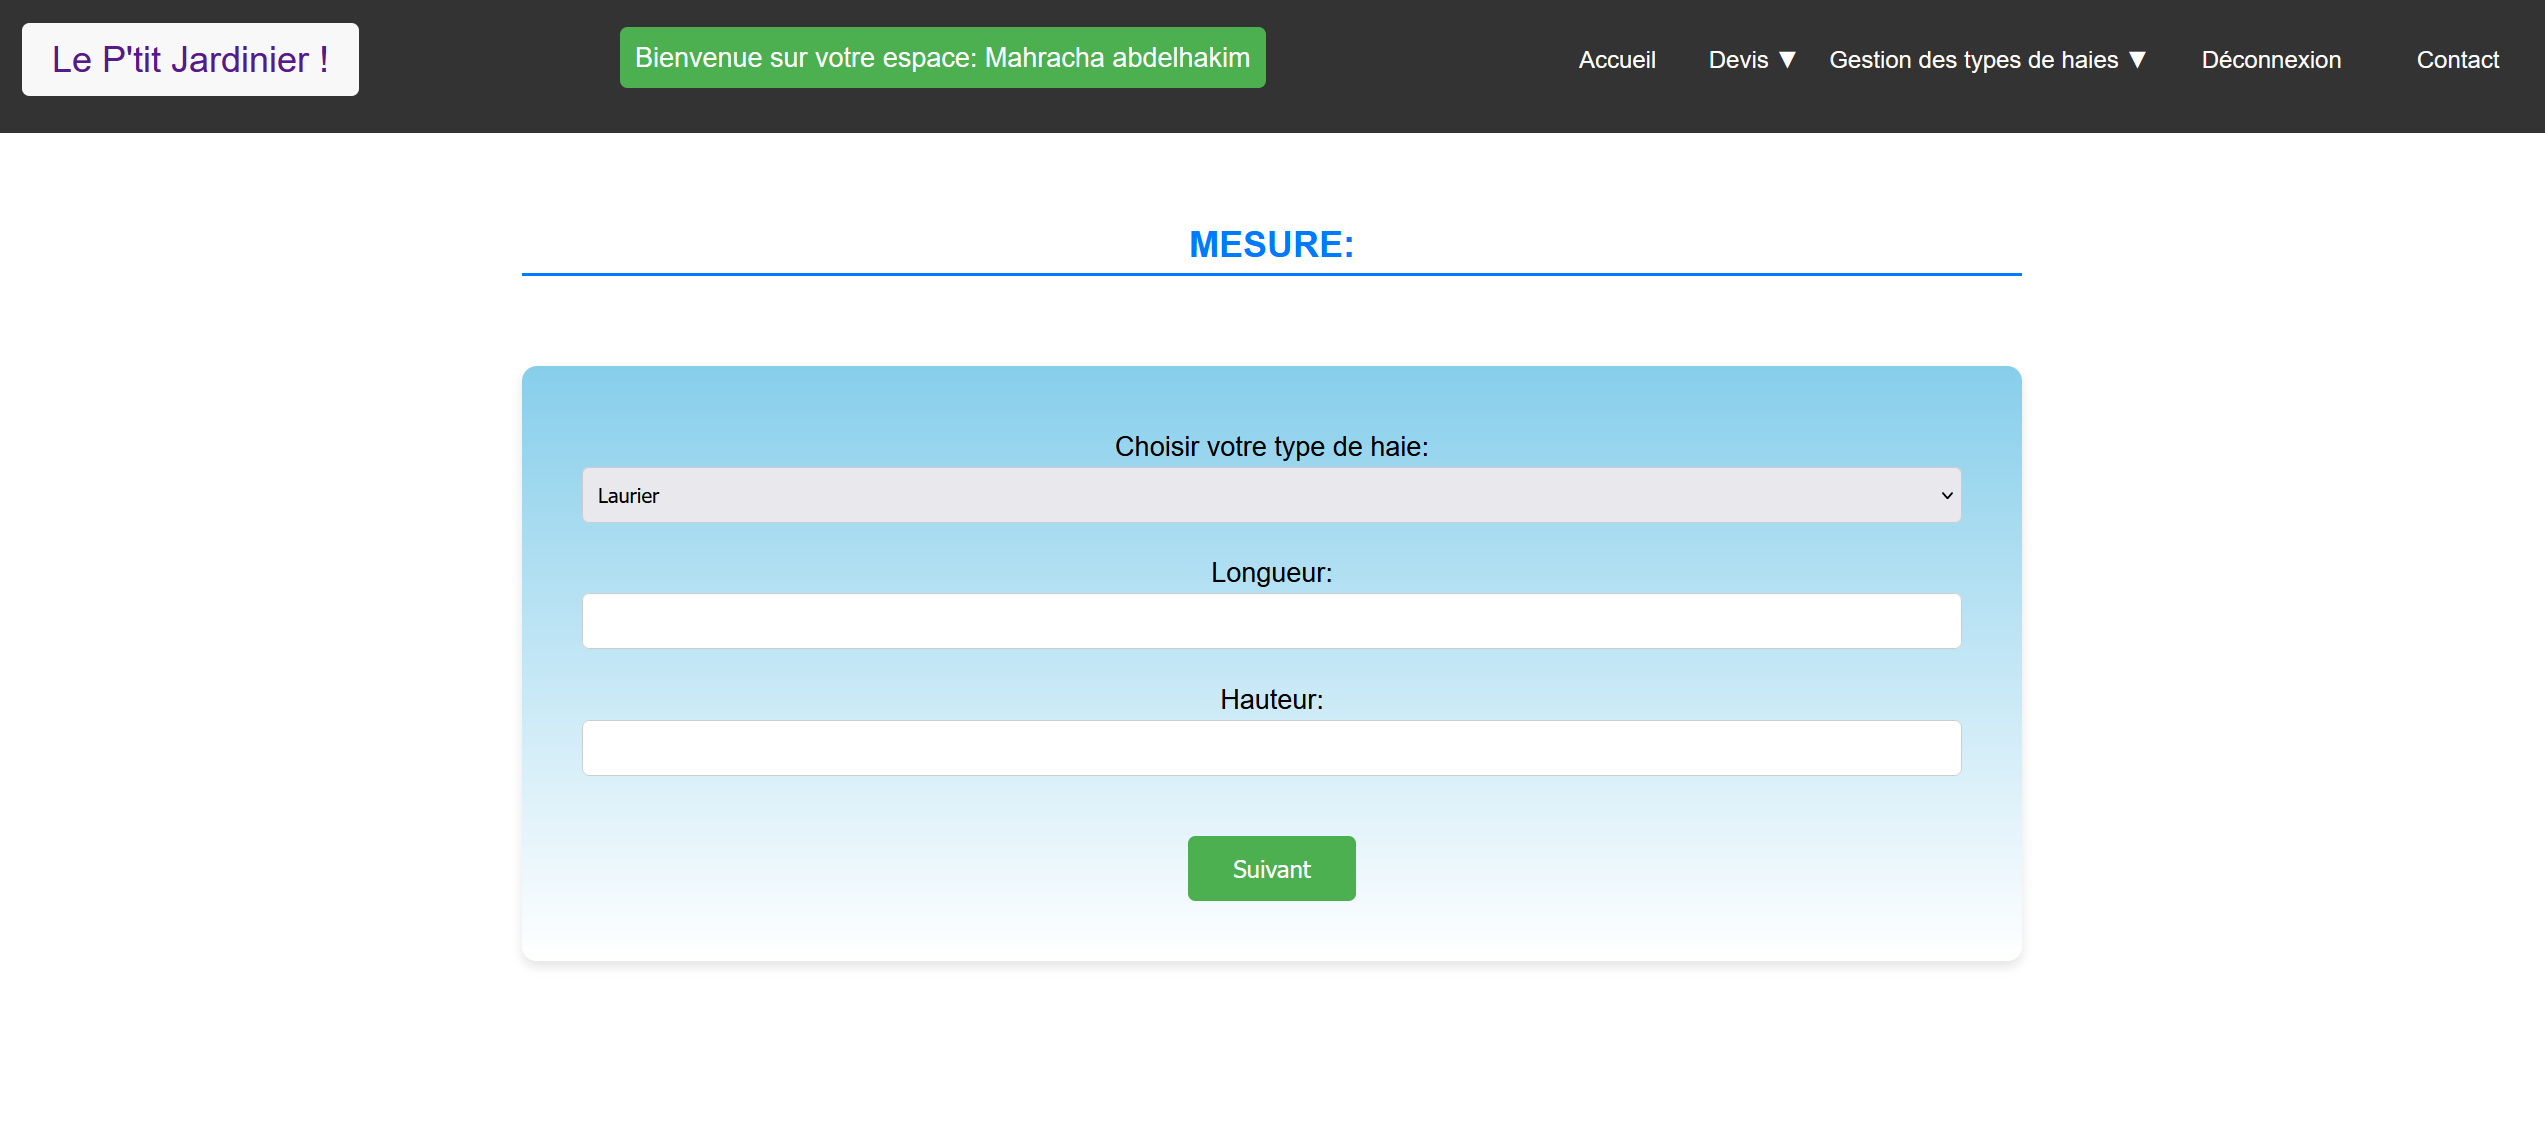 Le P'tit Jardinier !
Bienvenue sur votre espace: Mahracha abdelhakim
Accueil
Devis ▼
Gestion des types de haies ▼
Déconnexion
Contact
MESURE:
Choisir votre type de haie:
Laurier
Longueur:
Hauteur:
Suivant